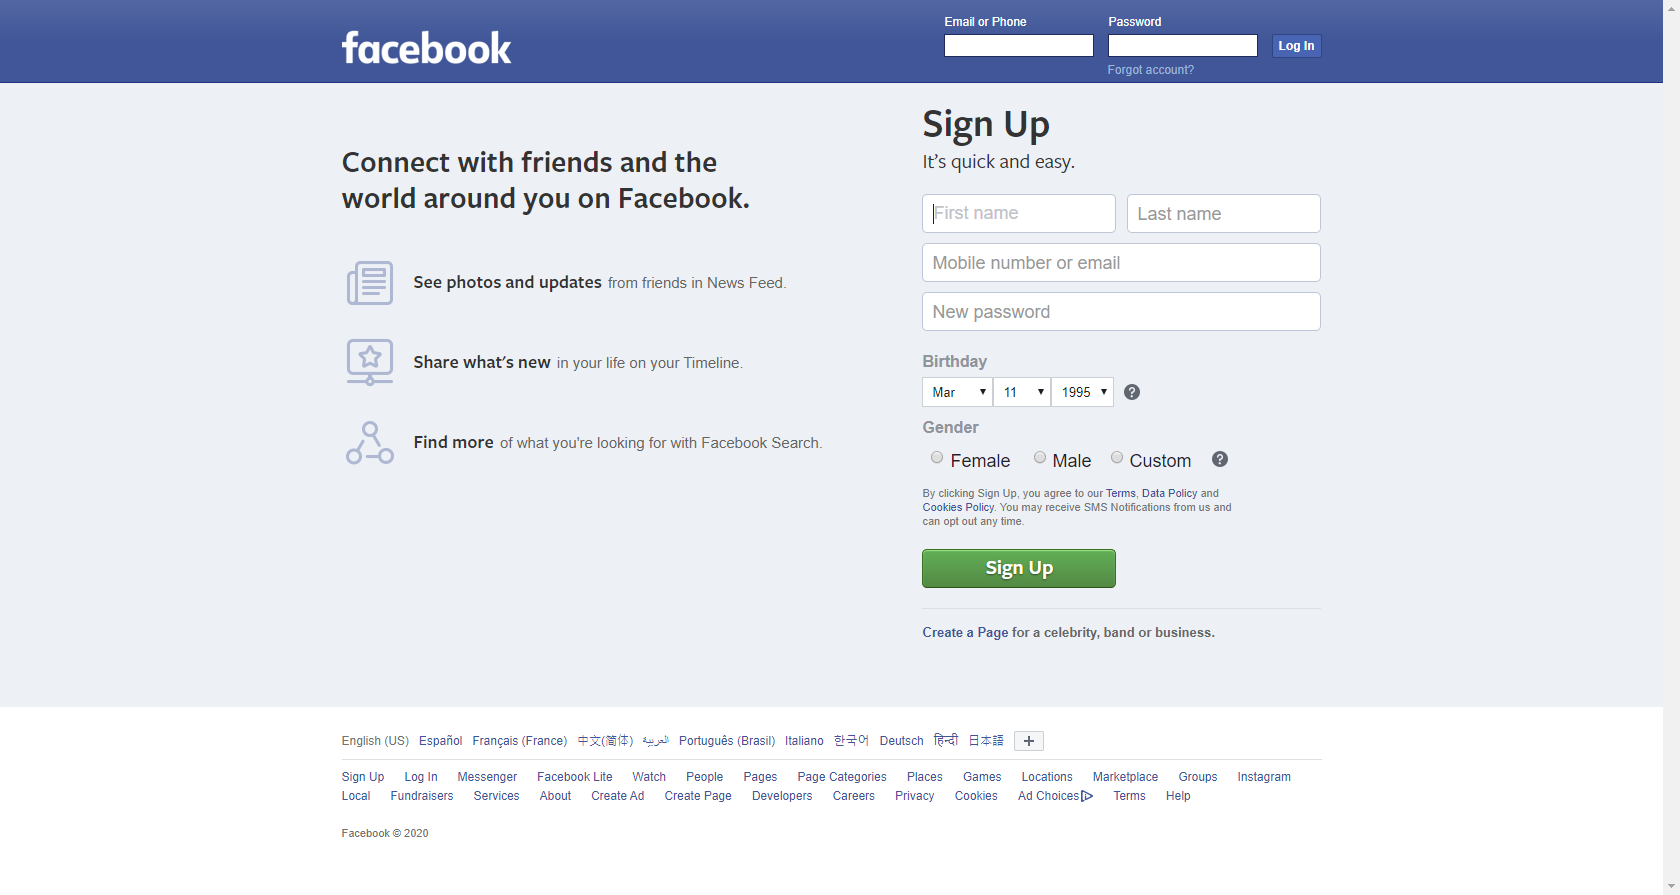 facebook
Email or Phone
Password
Log In
Forgot account?
Connect with friends and the
world around you on Facebook.
See photos and updates from friends in News Feed.
Share what's new in your life on your Timeline.
Find more of what you're looking for with Facebook Search.
Sign Up
It's quick and easy.
First name
Last name
Mobile number or email
New password
Birthday
Mar 11 1995 ?
Gender
Female Male Custom ?
By clicking Sign Up, you agree to our Terms, Data Policy and
Cookies Policy. You may receive SMS Notifications from us and
can opt out any time.
Sign Up
Create a Page for a celebrity, band or business.
English (US) Español Français (France) 中文(简体) العربية Português (Brasil) Italiano 한국어 Deutsch हिन्दी 日本語 +
Sign Up Log In Messenger Facebook Lite Watch People Pages Page Categories Places Games Locations Marketplace Groups Instagram
Local Fundraisers Services About Create Ad Create Page Developers Careers Privacy Cookies Ad Choices Terms Help
Facebook © 2020